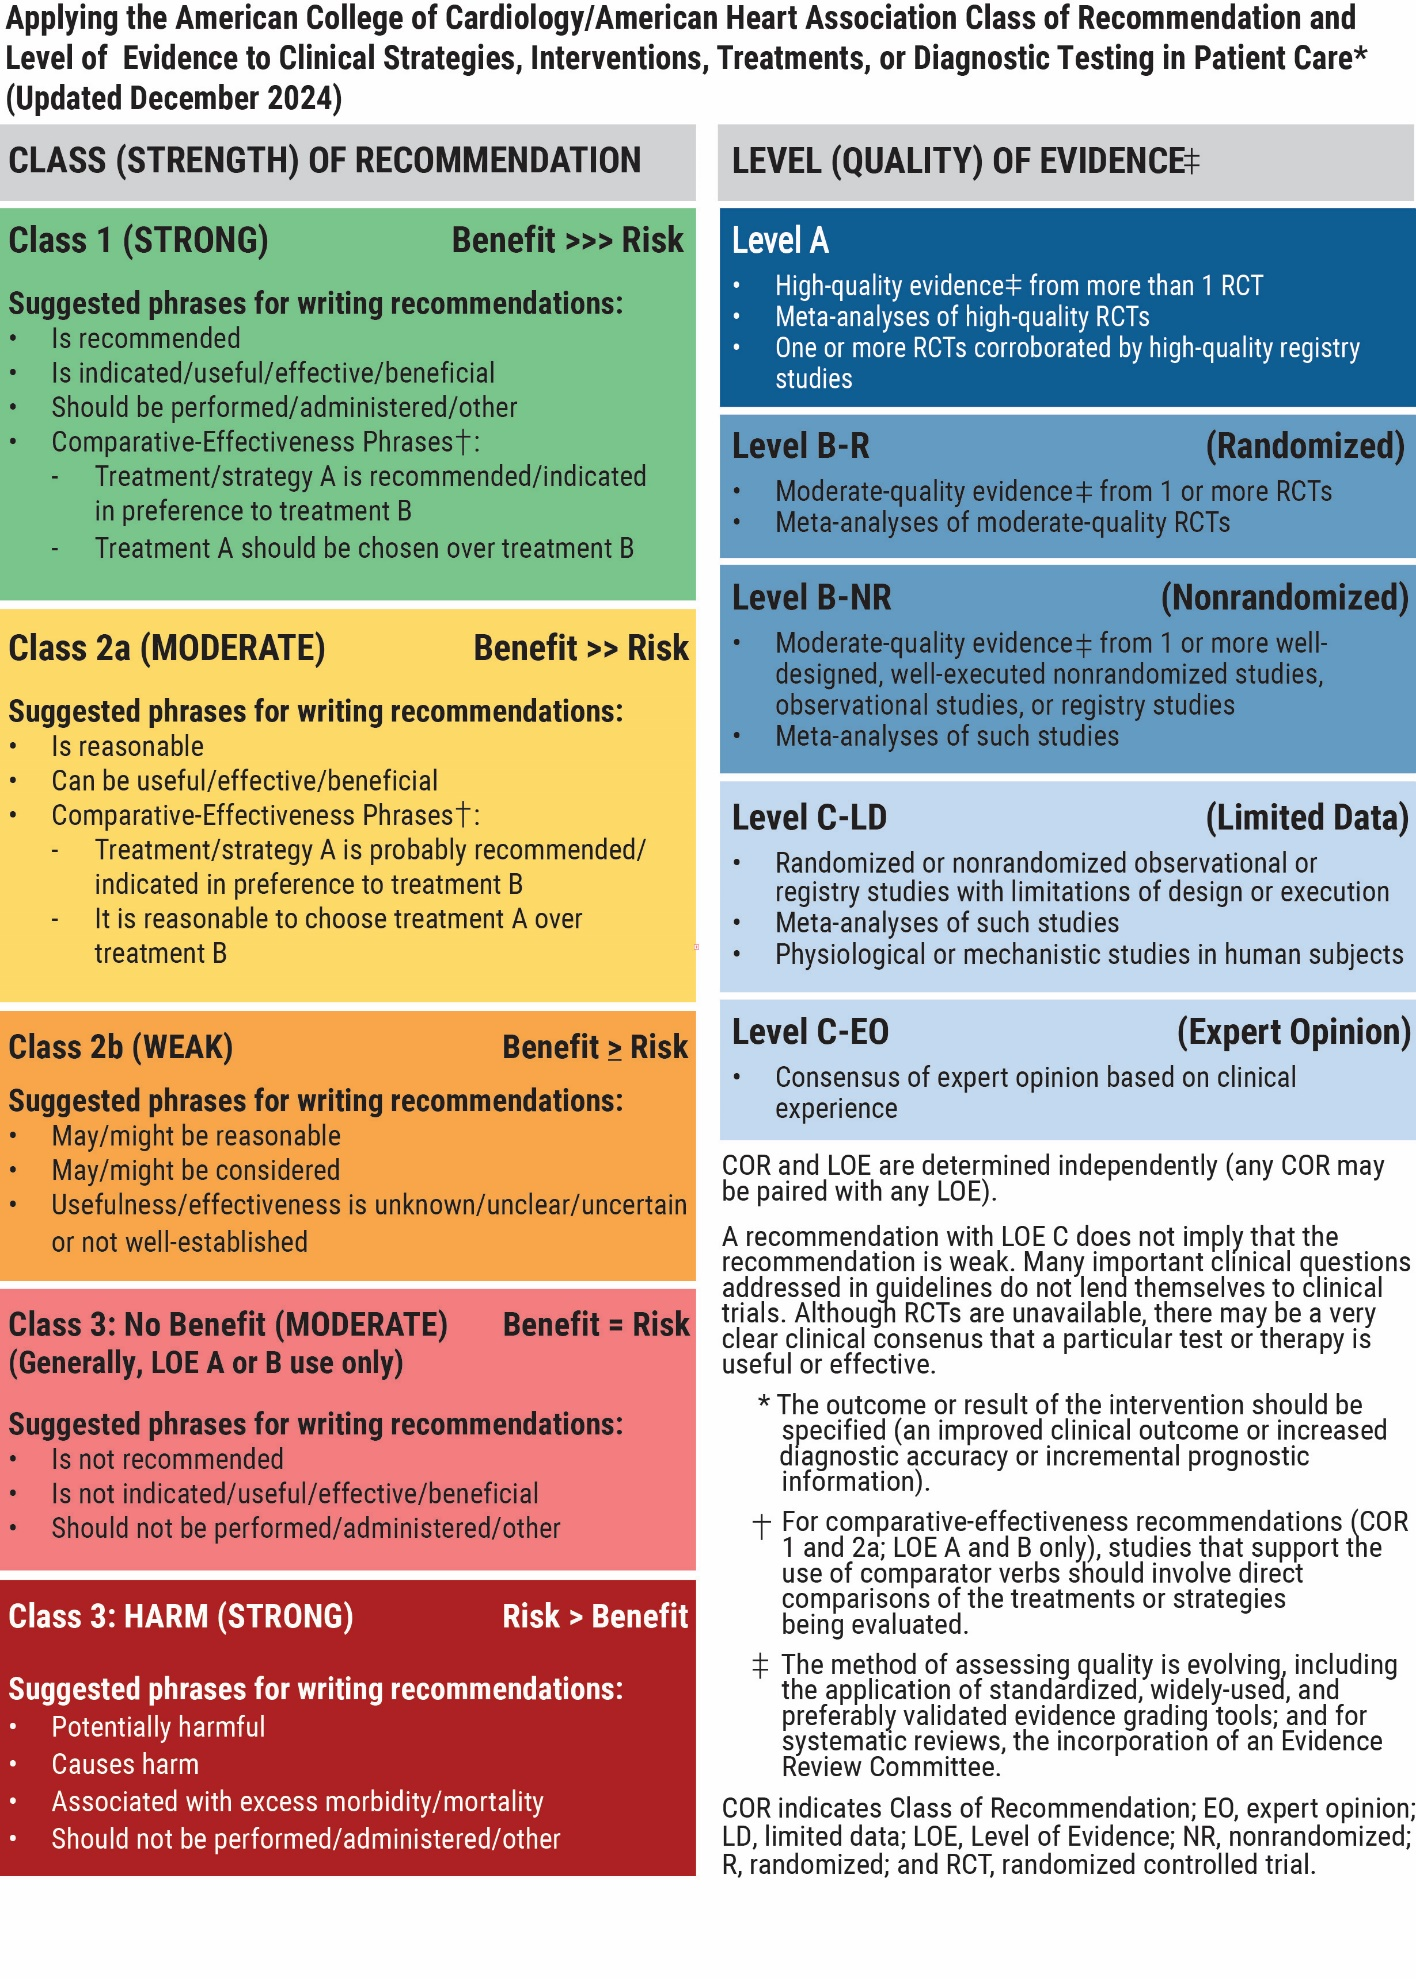 Applying the American College of Cardiology/American Heart Association Class of Recommendation and
Level of Evidence to Clinical Strategies, Interventions, Treatments, or Diagnostic Testing in Patient Care*
(Updated December 2024)
CLASS (STRENGTH) OF RECOMMENDATION
Class 1 (STRONG) Benefit >>> Risk
Suggested phrases for writing recommendations:
• Is recommended
• Is indicated/useful/effective/beneficial
• Should be performed/administered/other
• Comparative-Effectiveness Phrases†:
- Treatment/strategy A is recommended/indicated
in preference to treatment B
- Treatment A should be chosen over treatment B
Class 2a (MODERATE) Benefit >> Risk
Suggested phrases for writing recommendations:
• Is reasonable
• Can be useful/effective/beneficial
• Comparative-Effectiveness Phrases†:
- Treatment/strategy A is probably recommended/
indicated in preference to treatment B
- It is reasonable to choose treatment A over
treatment B
Class 2b (WEAK) Benefit ≥ Risk
Suggested phrases for writing recommendations:
• May/might be reasonable
• May/might be considered
• Usefulness/effectiveness is unknown/unclear/uncertain
or not well-established
Class 3: No Benefit (MODERATE) Benefit = Risk
(Generally, LOE A or B use only)
Suggested phrases for writing recommendations:
• Is not recommended
• Is not indicated/useful/effective/beneficial
• Should not be performed/administered/other
Class 3: HARM (STRONG) Risk > Benefit
Suggested phrases for writing recommendations:
• Potentially harmful
• Causes harm
• Associated with excess morbidity/mortality
• Should not be performed/administered/other
LEVEL (QUALITY) OF EVIDENCE‡
Level A
• High-quality evidence‡ from more than 1 RCT
• Meta-analyses of high-quality RCTs
• One or more RCTs corroborated by high-quality registry
studies
Level B-R (Randomized)
• Moderate-quality evidence‡ from 1 or more RCTs
• Meta-analyses of moderate-quality RCTs
Level B-NR (Nonrandomized)
• Moderate-quality evidence‡ from 1 or more well-
designed, well-executed nonrandomized studies,
observational studies, or registry studies
• Meta-analyses of such studies
Level C-LD (Limited Data)
• Randomized or nonrandomized observational or
registry studies with limitations of design or execution
• Meta-analyses of such studies
• Physiological or mechanistic studies in human subjects
Level C-EO (Expert Opinion)
• Consensus of expert opinion based on clinical
experience
COR and LOE are determined independently (any COR may
be paired with any LOE).
A recommendation with LOE C does not imply that the
recommendation is weak. Many important clinical questions
addressed in guidelines do not lend themselves to clinical
trials. Although RCTs are unavailable, there may be a very
clear clinical consenus that a particular test or therapy is
useful or effective.
* The outcome or result of the intervention should be
specified (an improved clinical outcome or increased
diagnostic accuracy or incremental prognostic
information).
† For comparative-effectiveness recommendations (COR
1 and 2a; LOE A and B only), studies that support the
use of comparator verbs should involve direct
comparisons of the treatments or strategies
being evaluated.
‡ The method of assessing quality is evolving, including
the application of standardized, widely-used, and
preferably validated evidence grading tools; and for
systematic reviews, the incorporation of an Evidence
Review Committee.
COR indicates Class of Recommendation; EO, expert opinion;
LD, limited data; LOE, Level of Evidence; NR, nonrandomized;
R, randomized; and RCT, randomized controlled trial.